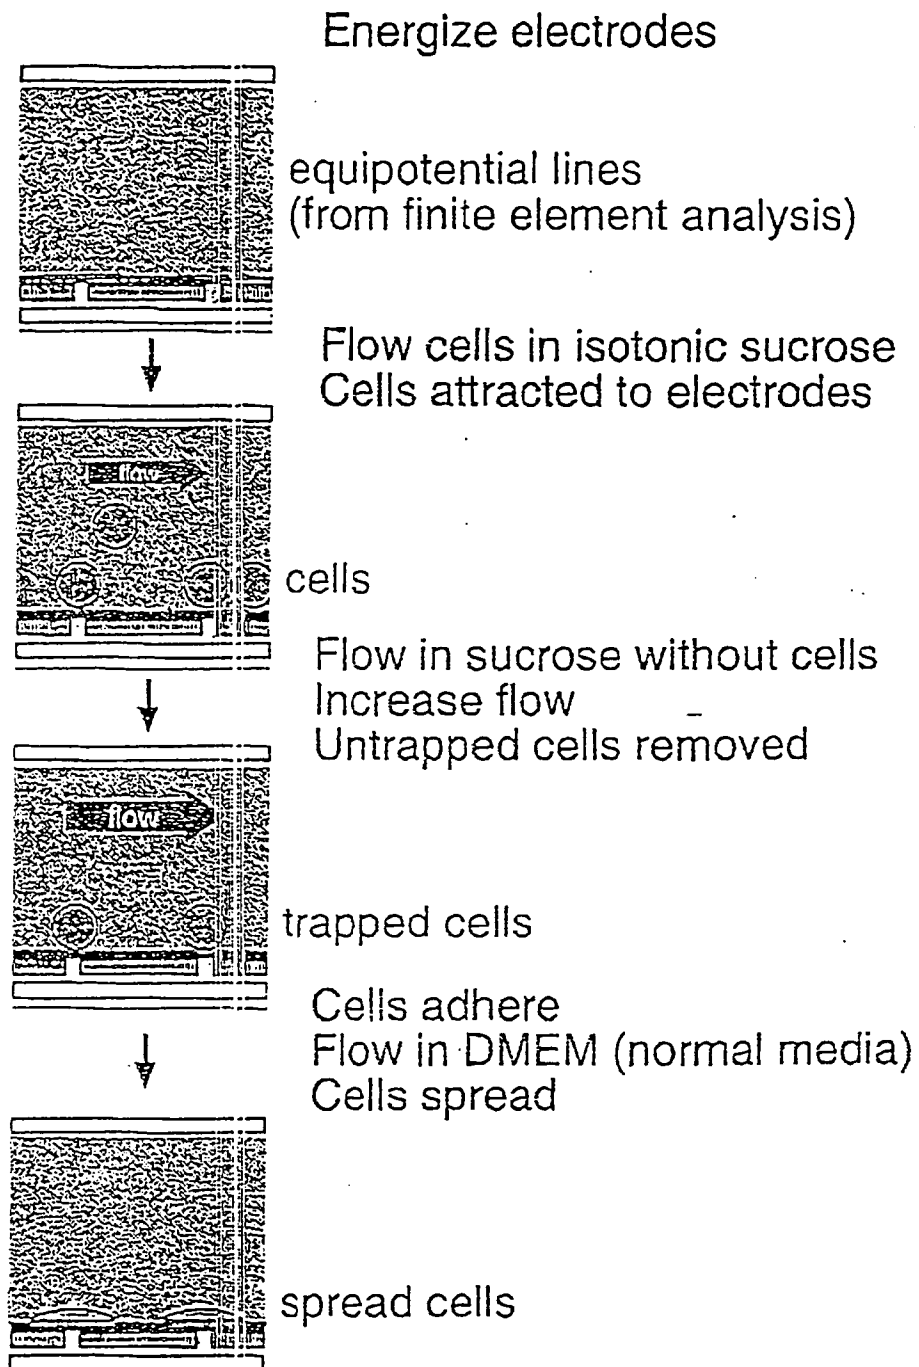 Energize electrodes
equipotential lines
(from finite element analysis)
Flow cells in isotonic sucrose
Cells attracted to electrodes
flow
cells
Flow in sucrose without cells
Increase flow
Untrapped cells removed
flow
trapped cells
Cells adhere
Flow in DMEM (normal media)
Cells spread
spread cells